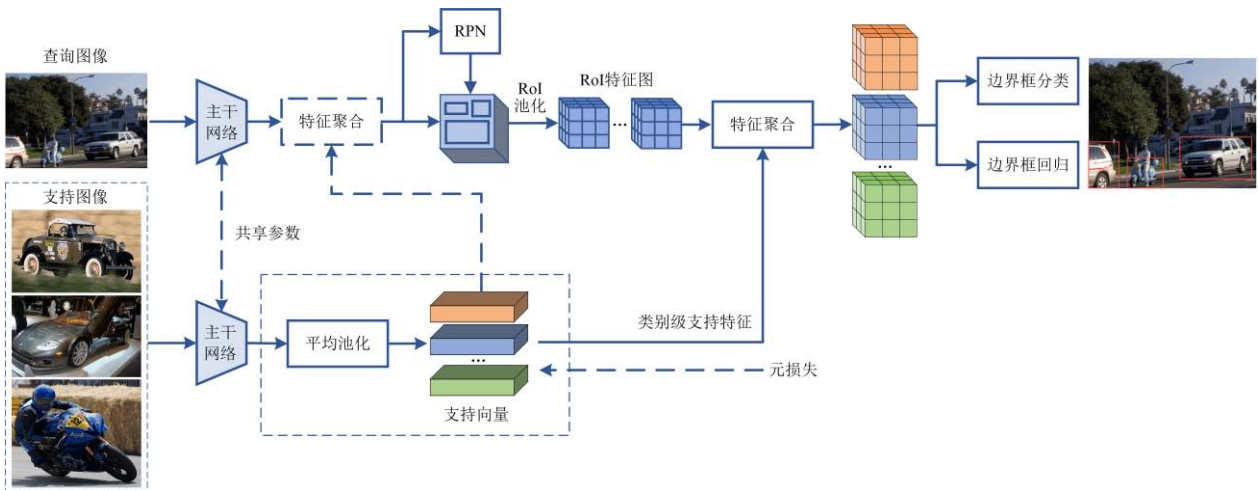 查询图像
主干
网络
特征聚合
RPN
RoI
池化
RoI特征图
...
特征聚合
...
边界框分类
边界框回归
支持图像
共享参数
主干
网络
平均池化
...
支持向量
类别级支持特征
元损失
12